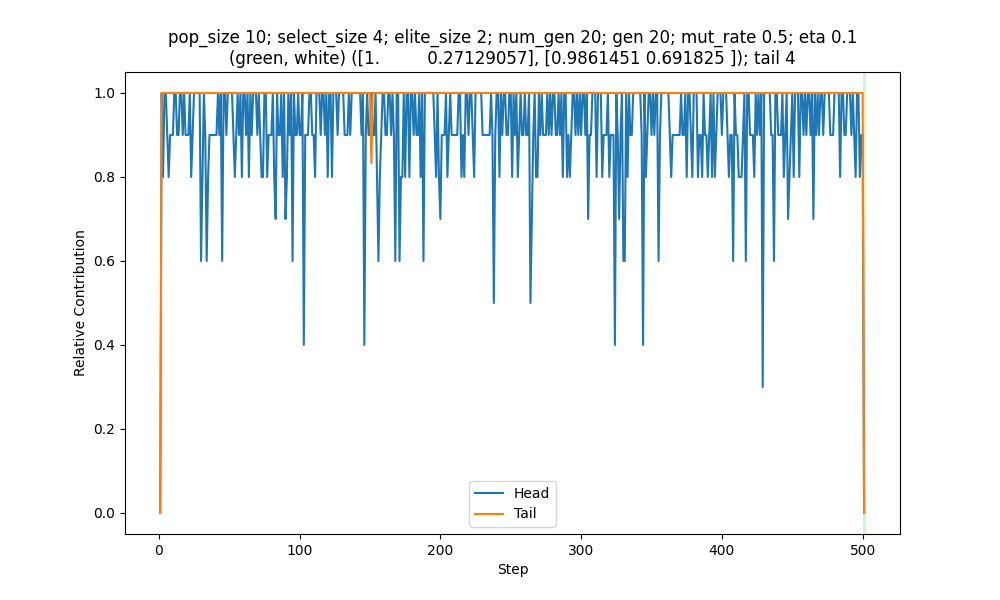 pop_size 10; select_size 4; elite_size 2; num_gen 20; gen 20; mut_rate 0.5; eta 0.1
(green, white) ([1.          0.27129057], [0.9861451 0.691825 ]); tail 4
1.0
0.8
0.6
0.4
0.2
0.0
Relative Contribution
Head
Tail
0 100 200 300 400 500
Step